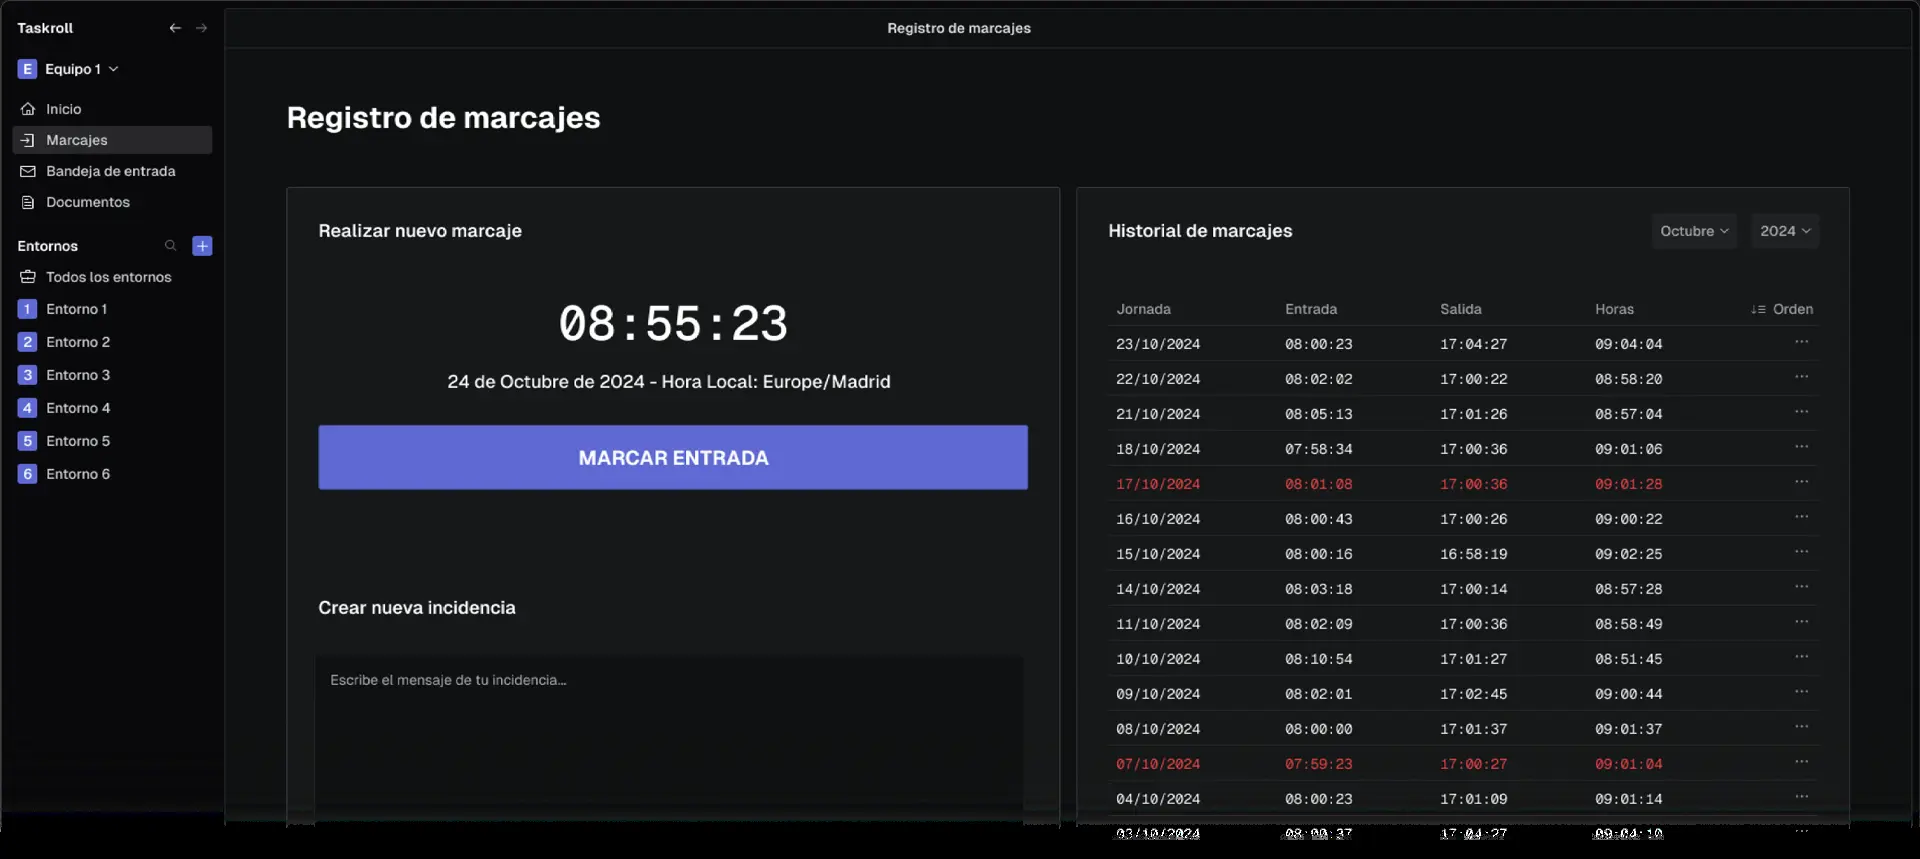 Taskroll
Equipo 1
Inicio
Marcajes
Bandeja de entrada
Documentos
Entornos
Todos los entornos
1 Entorno 1
2 Entorno 2
3 Entorno 3
4 Entorno 4
5 Entorno 5
6 Entorno 6
Registro de marcajes
Registro de marcajes
Realizar nuevo marcaje
08:55:23
24 de Octubre de 2024 - Hora Local: Europe/Madrid
MARCAR ENTRADA
Crear nueva incidencia
Escribe el mensaje de tu incidencia...
Historial de marcajes
Octubre 2024
Jornada Entrada Salida Horas Orden
23/10/2024 08:00:23 17:04:27 09:04:04
22/10/2024 08:02:02 17:00:22 08:58:20
21/10/2024 08:05:13 17:01:26 08:57:04
18/10/2024 07:58:34 17:00:36 09:01:06
17/10/2024 08:01:08 17:00:36 09:01:28
16/10/2024 08:00:43 17:00:26 09:00:22
15/10/2024 08:00:16 16:58:19 09:02:25
14/10/2024 08:03:18 17:00:14 08:57:28
11/10/2024 08:02:09 17:00:36 08:58:49
10/10/2024 08:10:54 17:01:27 08:51:45
09/10/2024 08:02:01 17:02:45 09:00:44
08/10/2024 08:00:00 17:01:37 09:01:37
07/10/2024 07:59:23 17:00:27 09:01:04
04/10/2024 08:00:23 17:01:09 09:01:14
03/10/2024 08:00:37 17:04:27 09:04:10